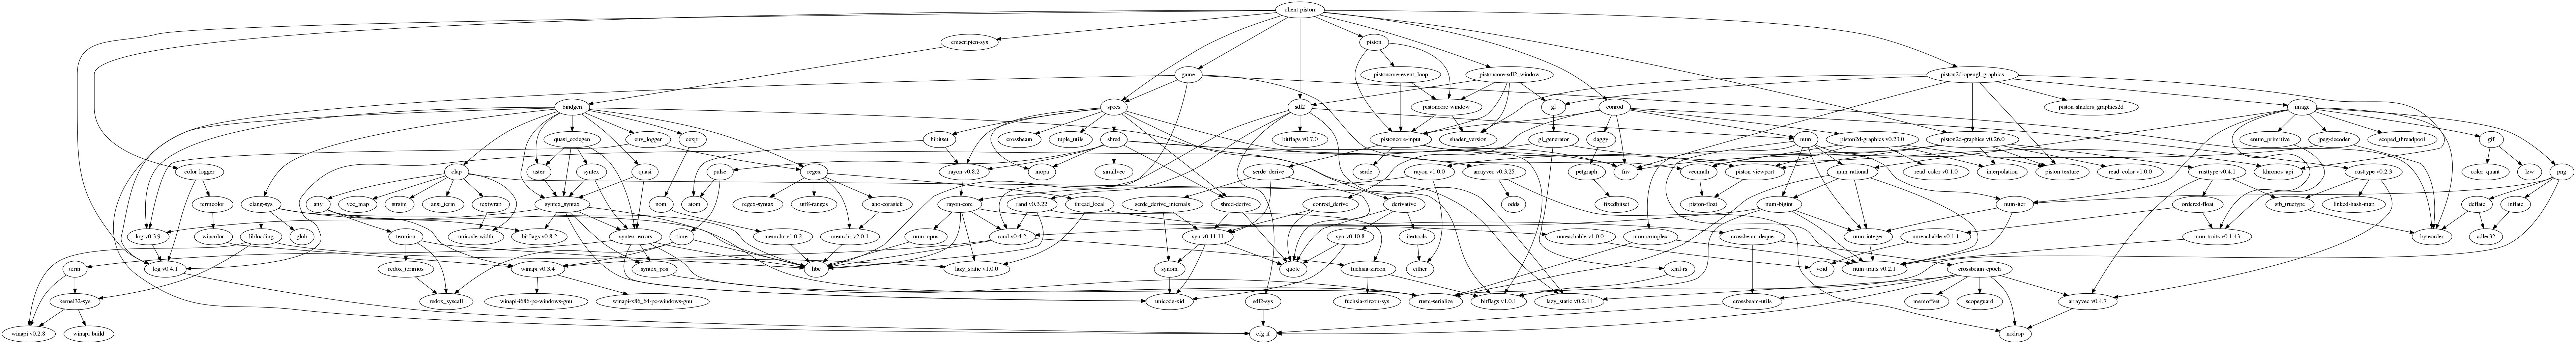 client-piston
emscripten-sys
piston
game
pistoncore-event_loop
pistoncore-sdl2_window
piston2d-opengl_graphics
bindgen
specs
sdl2
pistoncore-window
gl
conrod
piston-shaders_graphics2d
image
quasi_codegen
env_logger
cexpr
hibitset
crossbeam
tuple_utils
shred
bitflags v0.7.0
pistoncore-input
shader_version
gl_generator
daggy
num
piston2d-graphics v0.23.0
piston2d-graphics v0.26.0
enum_primitive
jpeg-decoder
scoped_threadpool
gif
color-logger
clap
aster
syntex
quasi
pulse
regex
rayon v0.8.2
mopa
smallvec
serde_derive
serde
rayon v1.0.0
arrayvec v0.3.25
petgraph
fnv
vecmath
piston-viewport
num-rational
read_color v0.1.0
interpolation
piston-texture
read_color v1.0.0
rusttype v0.4.1
khronos_api
rusttype v0.2.3
color_quant
lzw
png
termcolor
clang-sys
atty
vec_map
strsim
ansi_term
textwrap
syntex_syntax
nom
atom
regex-syntax
utf8-ranges
aho-corasick
rayon-core
rand v0.3.22
thread_local
serde_derive_internals
shred-derive
conrod_derive
derivative
odds
fixedbitset
piston-float
num-bigint
num-iter
ordered-float
stb_truetype
linked-hash-map
deflate
inflate
wincolor
log v0.3.9
libloading
glob
termion
unicode-width
bitflags v0.8.2
syntex_errors
time
memchr v1.0.2
memchr v2.0.1
num_cpus
rand v0.4.2
syn v0.11.11
itertools
syn v0.10.8
unreachable v1.0.0
num-complex
crossbeam-deque
num-integer
unreachable v0.1.1
num-traits v0.1.43
byteorder
adler32
term
log v0.4.1
redox_termios
winapi v0.3.4
syntex_pos
libc
lazy_static v1.0.0
synom
quote
fuchsia-zircon
either
xml-rs
void
num-traits v0.2.1
crossbeam-epoch
kernel32-sys
redox_syscall
winapi-i686-pc-windows-gnu
winapi-x86_64-pc-windows-gnu
unicode-xid
sdl2-sys
fuchsia-zircon-sys
rustc-serialize
bitflags v1.0.1
lazy_static v0.2.11
crossbeam-utils
memoffset
scopeguard
arrayvec v0.4.7
winapi v0.2.8
winapi-build
cfg-if
nodrop